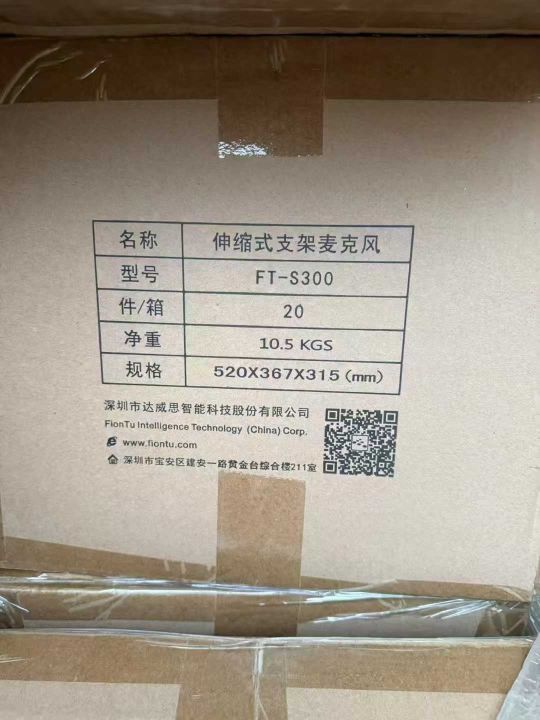 名称 伸缩式支架麦克风
型号 FT-S300
件/箱 20
净重 10.5 KGS
规格 520X367X315(mm)
深圳市达威思智能科技股份有限公司
FionTu Intelligence Technology (China) Corp.
www.fiontu.com
深圳市宝安区建安一路黄金台综合楼211室